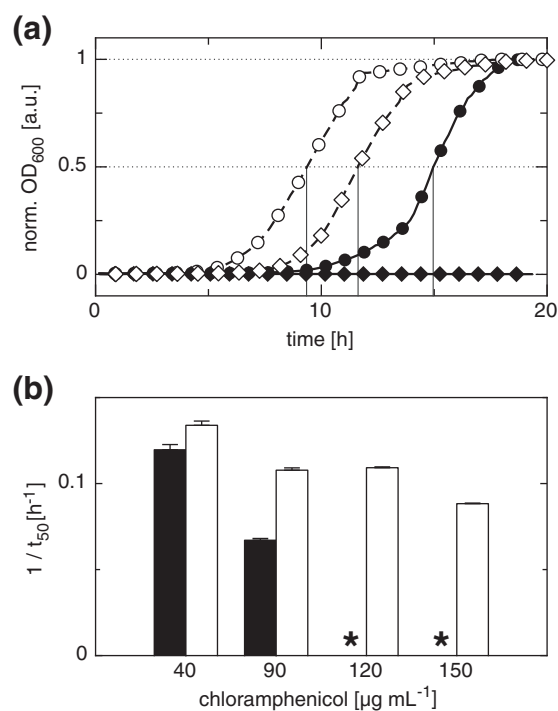 (a)
norm. OD600 [a.u.]
1
0.5
0
0 10 20
time [h]
(b)
1 / t50[h-1]
0.1
0
* *
40 90 120 150
chloramphenicol [µg mL-1]